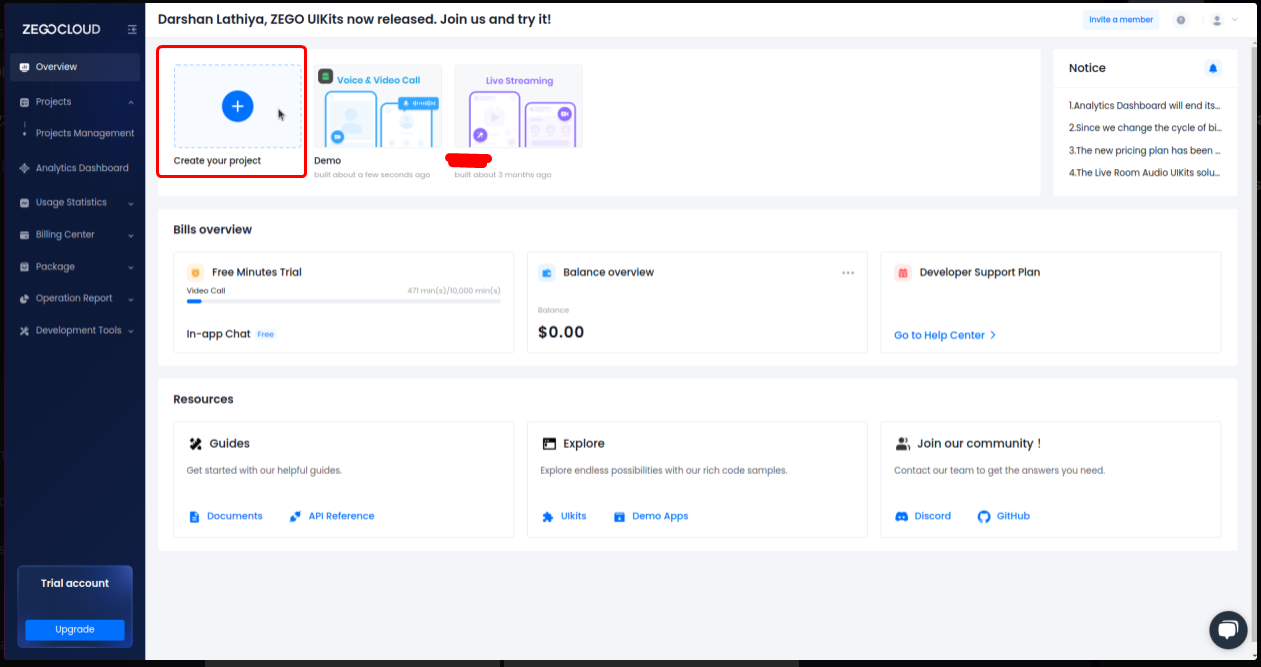 ZEGOCLOUD
Darshan Lathiya, ZEGO UIKits now released. Join us and try it!
Invite a member
Overview
Projects
Projects Management
Analytics Dashboard
Usage Statistics
Billing Center
Package
Operation Report
Development Tools
Trial account
Upgrade
Create your project
Voice & Video Call
Demo
built about a few seconds ago
Live Streaming
built about 3 months ago
Notice
1.Analytics Dashboard will end its...
2.Since we change the cycle of bi...
3.The new pricing plan has been ...
4.The Live Room Audio UIKits solu...
Bills overview
Free Minutes Trial
Video Call 471 min(s)/10,000 min(s)
In-app Chat Free
Balance overview
Balance
$0.00
Developer Support Plan
Go to Help Center
Resources
Guides
Get started with our helpful guides.
Documents API Reference
Explore
Explore endless possibilities with our rich code samples.
UIkits Demo Apps
Join our community !
Contact our team to get the answers you need.
Discord GitHub